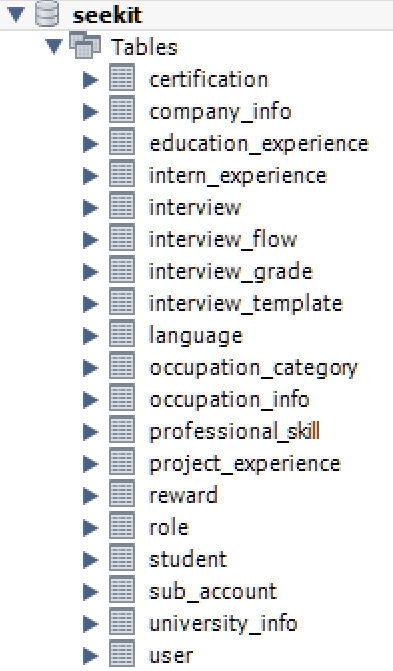 seekit
Tables
certification
company_info
education_experience
intern_experience
interview
interview_flow
interview_grade
interview_template
language
occupation_category
occupation_info
professional_skill
project_experience
reward
role
student
sub_account
university_info
user